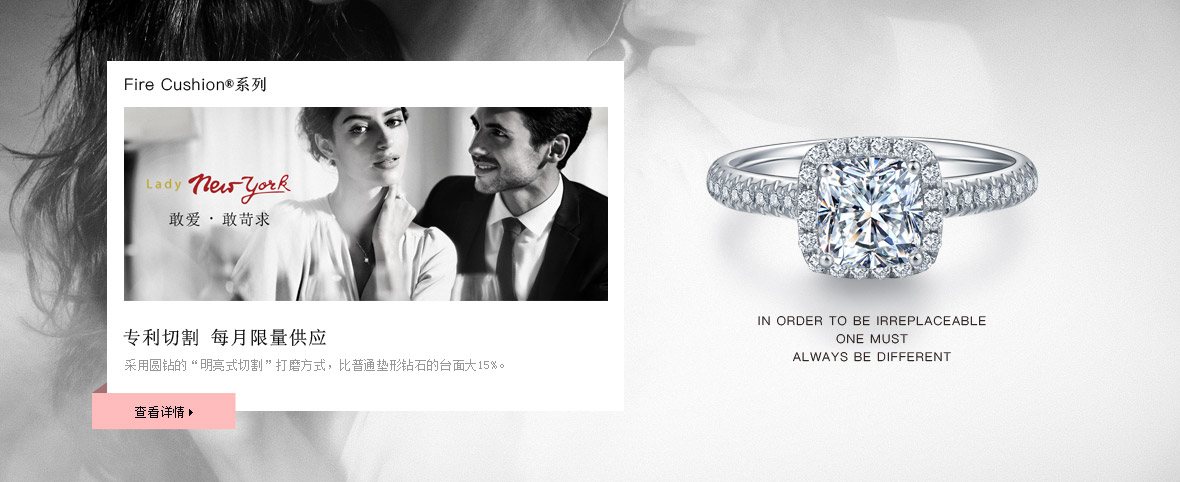 Fire Cushion®系列
Lady New York
敢爱·敢苛求
专利切割 每月限量供应
采用圆钻的“明亮式切割”打磨方式，比普通垫形钻石的台面大15%。
查看详情
IN ORDER TO BE IRREPLACEABLE
ONE MUST
ALWAYS BE DIFFERENT